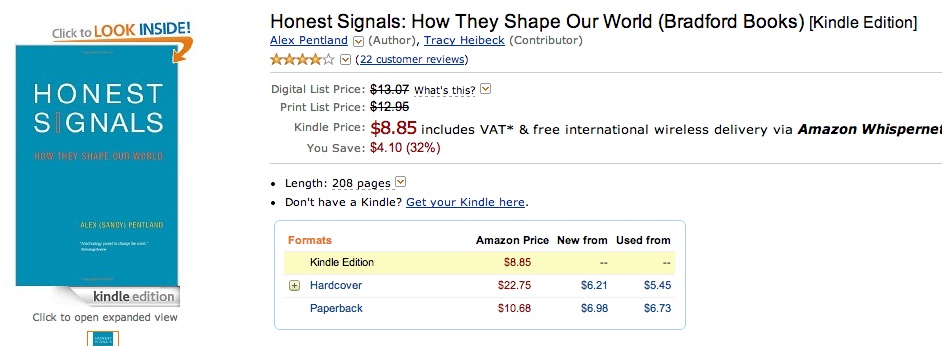 Click to LOOK INSIDE!
HONEST
SIGNALS
HOW THEY SHAPE OUR WORLD
ALEX (SANDY) PENTLAND
kindle edition
Click to open expanded view
Honest Signals: How They Shape Our World (Bradford Books) [Kindle Edition]
Alex Pentland (Author), Tracy Heibeck (Contributor)
(22 customer reviews)
Digital List Price: $13.07 What's this?
Print List Price: $12.95
Kindle Price: $8.85 includes VAT* & free international wireless delivery via Amazon Whispernet
You Save: $4.10 (32%)
• Length: 208 pages
• Don't have a Kindle? Get your Kindle here.
Formats Amazon Price New from Used from
Kindle Edition $8.85 -- --
Hardcover $22.75 $6.21 $5.45
Paperback $10.68 $6.98 $6.73